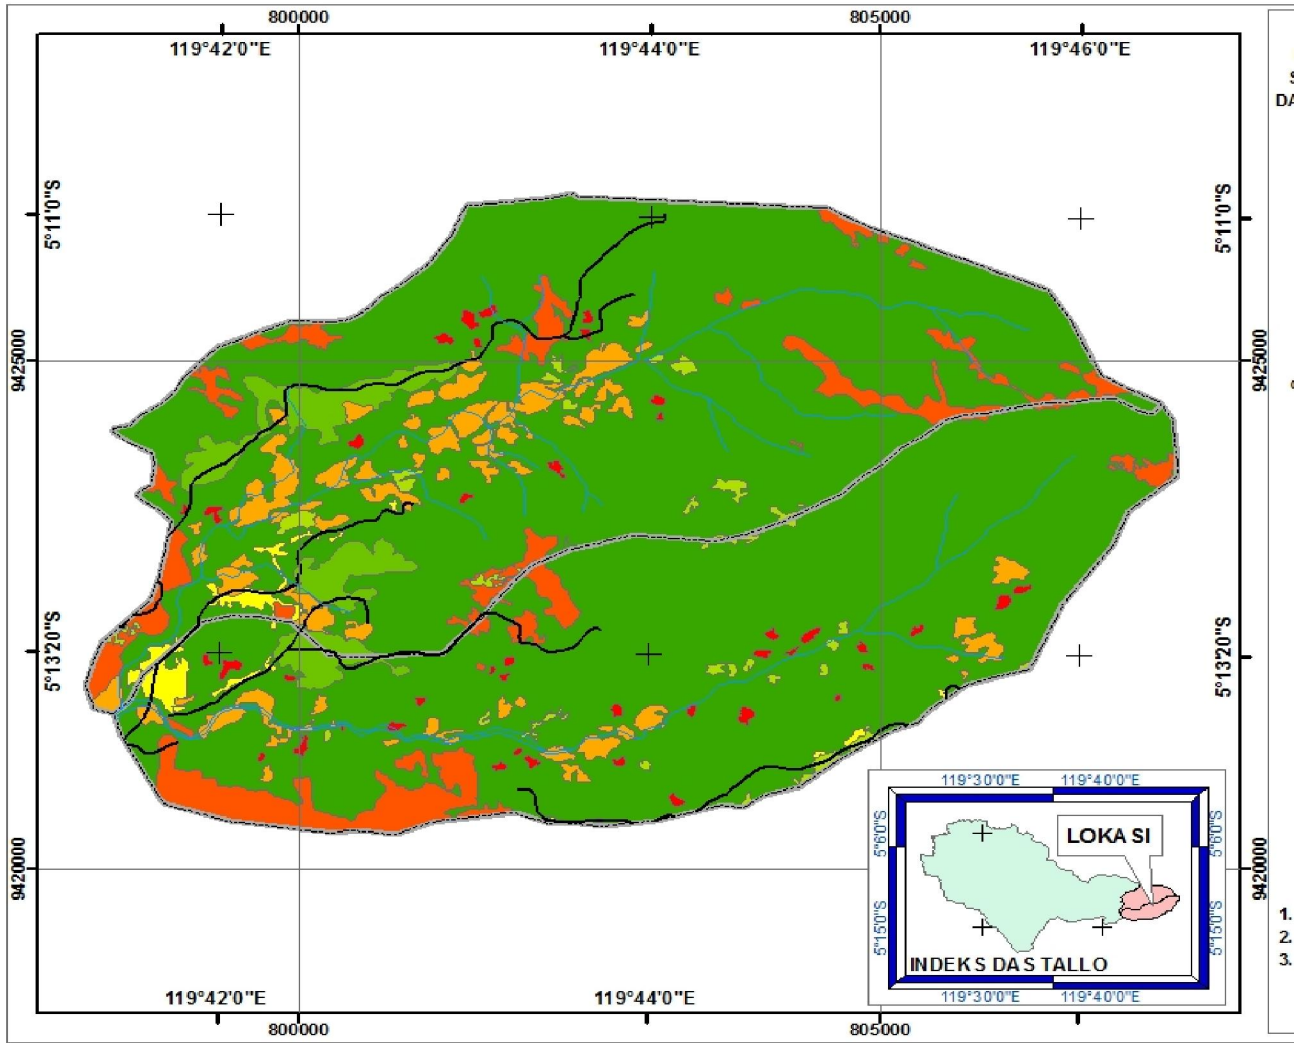 800000 805000
119°42'0"E 119°44'0"E 119°46'0"E
S
DA
5°11'0"S 5°11'0"S
9425000 9425000
5°13'20"S 5°13'20"S
119°30'0"E 119°40'0"E
5°6'0"S 5°6'0"S
LOKASI
9420000 9420000
5°15'0"S 5°15'0"S
1.
2.
3.
INDEKS DAS TALLO
119°30'0"E 119°40'0"E
119°42'0"E 119°44'0"E
800000 805000